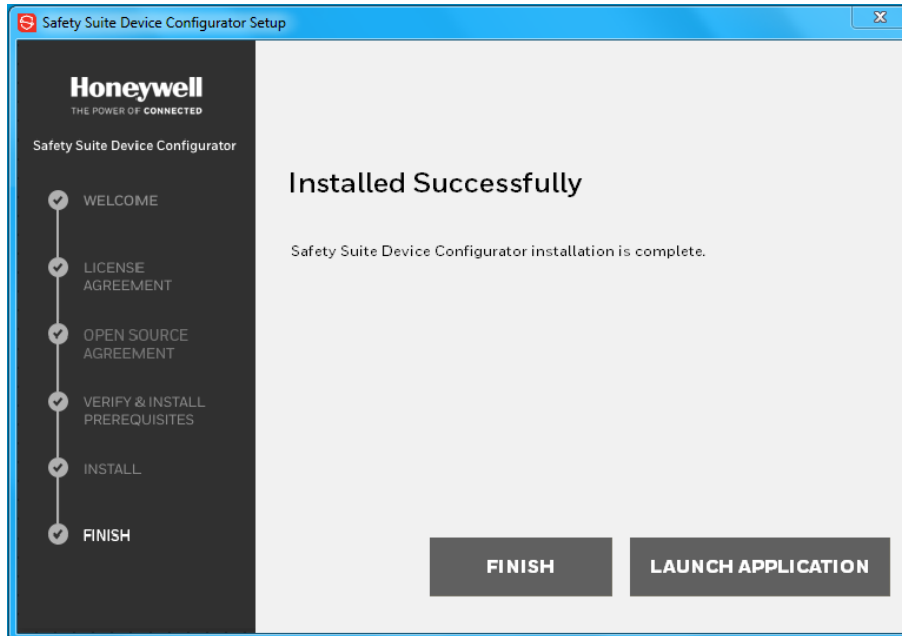 Safety Suite Device Configurator Setup
Honeywell
THE POWER OF CONNECTED
Safety Suite Device Configurator
WELCOME
LICENSE
AGREEMENT
OPEN SOURCE
AGREEMENT
VERIFY & INSTALL
PREREQUISITES
INSTALL
FINISH
Installed Successfully
Safety Suite Device Configurator installation is complete.
FINISH
LAUNCH APPLICATION